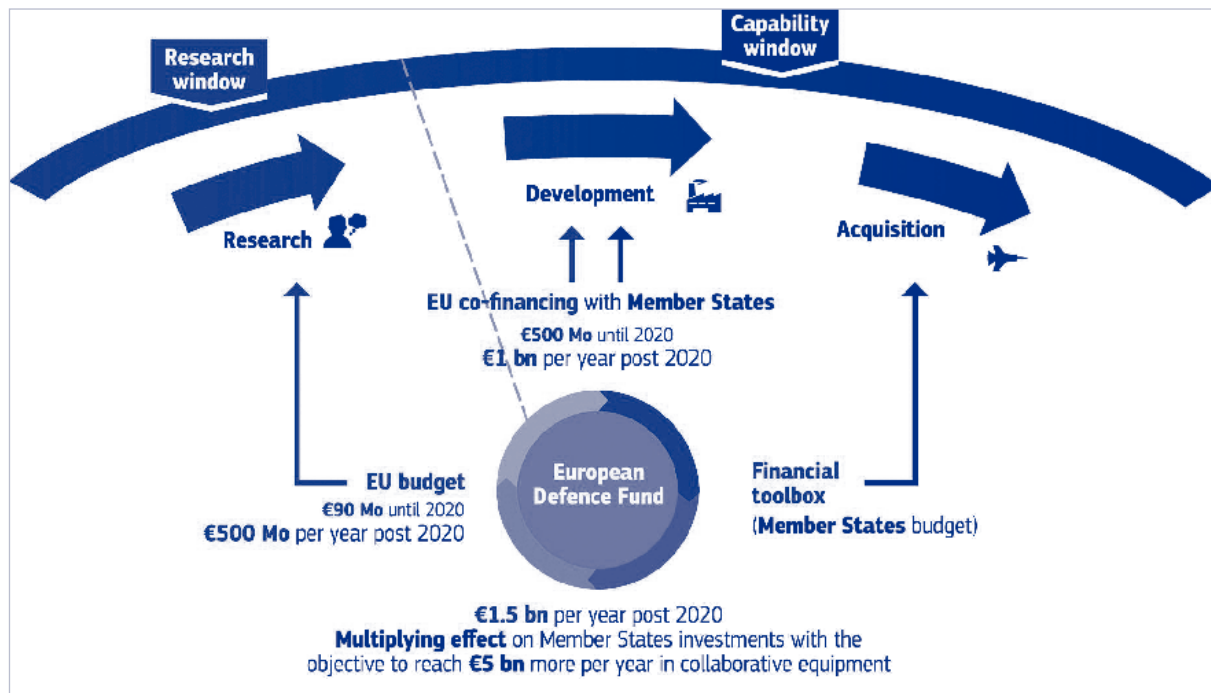 Research
window
Capability
window
Research
Development
Acquisition
EU co-financing with Member States
€500 Mo until 2020
€1 bn per year post 2020
EU budget
€90 Mo until 2020
€500 Mo per year post 2020
European
Defence Fund
Financial
toolbox
(Member States budget)
€1.5 bn per year post 2020
Multiplying effect on Member States investments with the
objective to reach €5 bn more per year in collaborative equipment